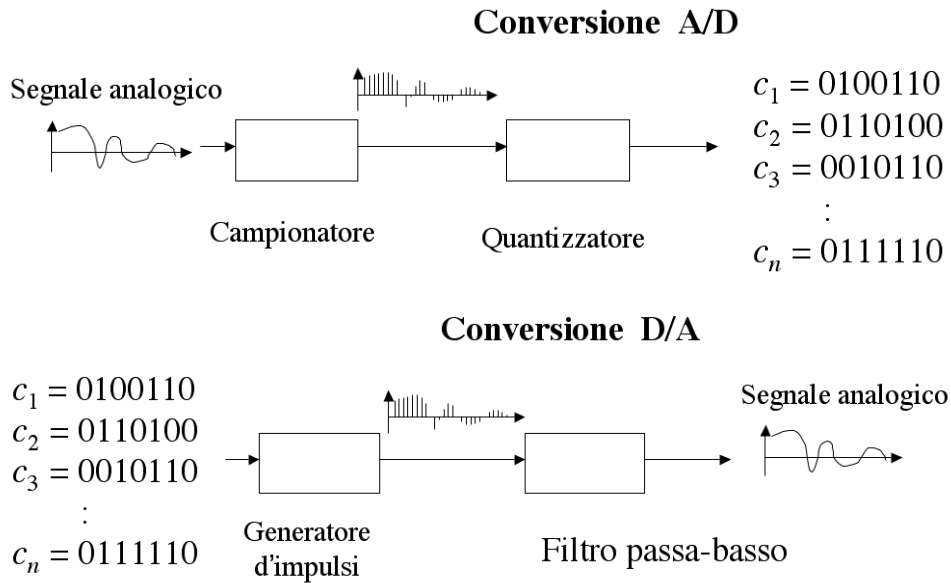 Conversione A/D
Segnale analogico
Campionatore
Quantizzatore
c1 = 0100110
c2 = 0110100
c3 = 0010110
⋮
cn = 0111110
Conversione D/A
c1 = 0100110
c2 = 0110100
c3 = 0010110
⋮
cn = 0111110
Generatore
d'impulsi
Filtro passa-basso
Segnale analogico